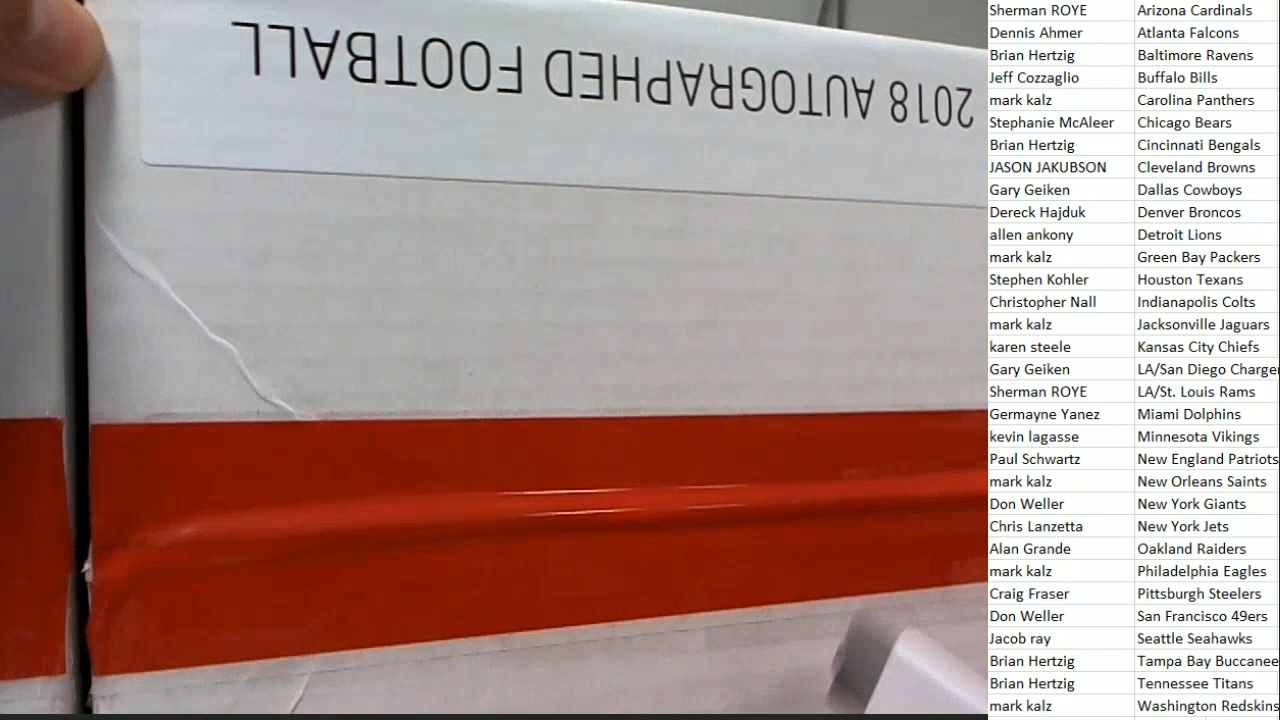 2018 AUTOGRAPHED FOOTBALL
Sherman ROYE Arizona Cardinals
Dennis Ahmer Atlanta Falcons
Brian Hertzig Baltimore Ravens
Jeff Cozzaglio Buffalo Bills
mark kalz Carolina Panthers
Stephanie McAleer Chicago Bears
Brian Hertzig Cincinnati Bengals
JASON JAKUBSON Cleveland Browns
Gary Geiken Dallas Cowboys
Dereck Hajduk Denver Broncos
allen ankony Detroit Lions
mark kalz Green Bay Packers
Stephen Kohler Houston Texans
Christopher Nall Indianapolis Colts
mark kalz Jacksonville Jaguars
karen steele Kansas City Chiefs
Gary Geiken LA/San Diego Charge
Sherman ROYE LA/St. Louis Rams
Germayne Yanez Miami Dolphins
kevin lagasse Minnesota Vikings
Paul Schwartz New England Patriots
mark kalz New Orleans Saints
Don Weller New York Giants
Chris Lanzetta New York Jets
Alan Grande Oakland Raiders
mark kalz Philadelphia Eagles
Craig Fraser Pittsburgh Steelers
Don Weller San Francisco 49ers
Jacob ray Seattle Seahawks
Brian Hertzig Tampa Bay Buccanee
Brian Hertzig Tennessee Titans
mark kalz Washington Redskins